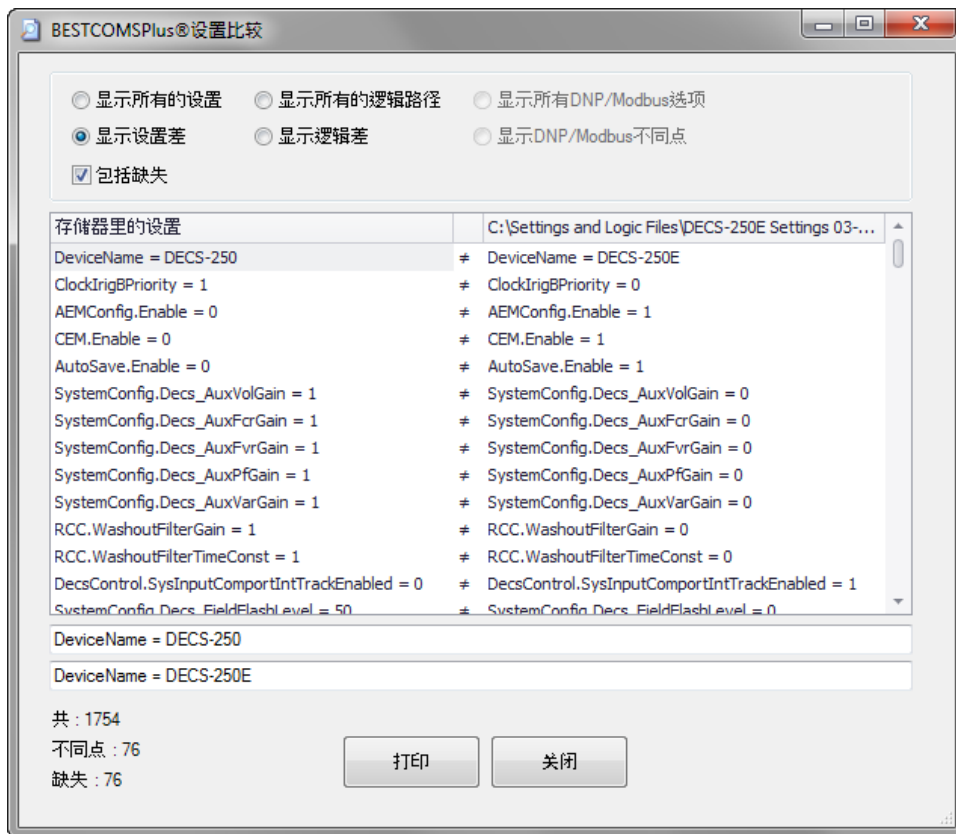 BESTCOMSPlus®设置比较
显示所有的设置 显示所有的逻辑路径 显示所有DNP/Modbus选项
显示设置差 显示逻辑差 显示DNP/Modbus不同点
包括缺失
存储器里的设置 C:\Settings and Logic Files\DECS-250E Settings 03-...
DeviceName = DECS-250 ≠ DeviceName = DECS-250E
ClockIrigBPriority = 1 ≠ ClockIrigBPriority = 0
AEMConfig.Enable = 0 ≠ AEMConfig.Enable = 1
CEM.Enable = 0 ≠ CEM.Enable = 1
AutoSave.Enable = 0 ≠ AutoSave.Enable = 1
SystemConfig.Decs_AuxVolGain = 1 ≠ SystemConfig.Decs_AuxVolGain = 0
SystemConfig.Decs_AuxFcrGain = 1 ≠ SystemConfig.Decs_AuxFcrGain = 0
SystemConfig.Decs_AuxFvrGain = 1 ≠ SystemConfig.Decs_AuxFvrGain = 0
SystemConfig.Decs_AuxPfGain = 1 ≠ SystemConfig.Decs_AuxPfGain = 0
SystemConfig.Decs_AuxVarGain = 1 ≠ SystemConfig.Decs_AuxVarGain = 0
RCC.WashoutFilterGain = 1 ≠ RCC.WashoutFilterGain = 0
RCC.WashoutFilterTimeConst = 1 ≠ RCC.WashoutFilterTimeConst = 0
DecsControl.SysInputComportIntTrackEnabled = 0 ≠ DecsControl.SysInputComportIntTrackEnabled = 1
SystemConfig.Decs_FieldFlashLevel = 50 ≠ SystemConfig.Decs_FieldFlashLevel = 0
DeviceName = DECS-250
DeviceName = DECS-250E
共 : 1754
不同点 : 76
缺失 : 76
打印 关闭